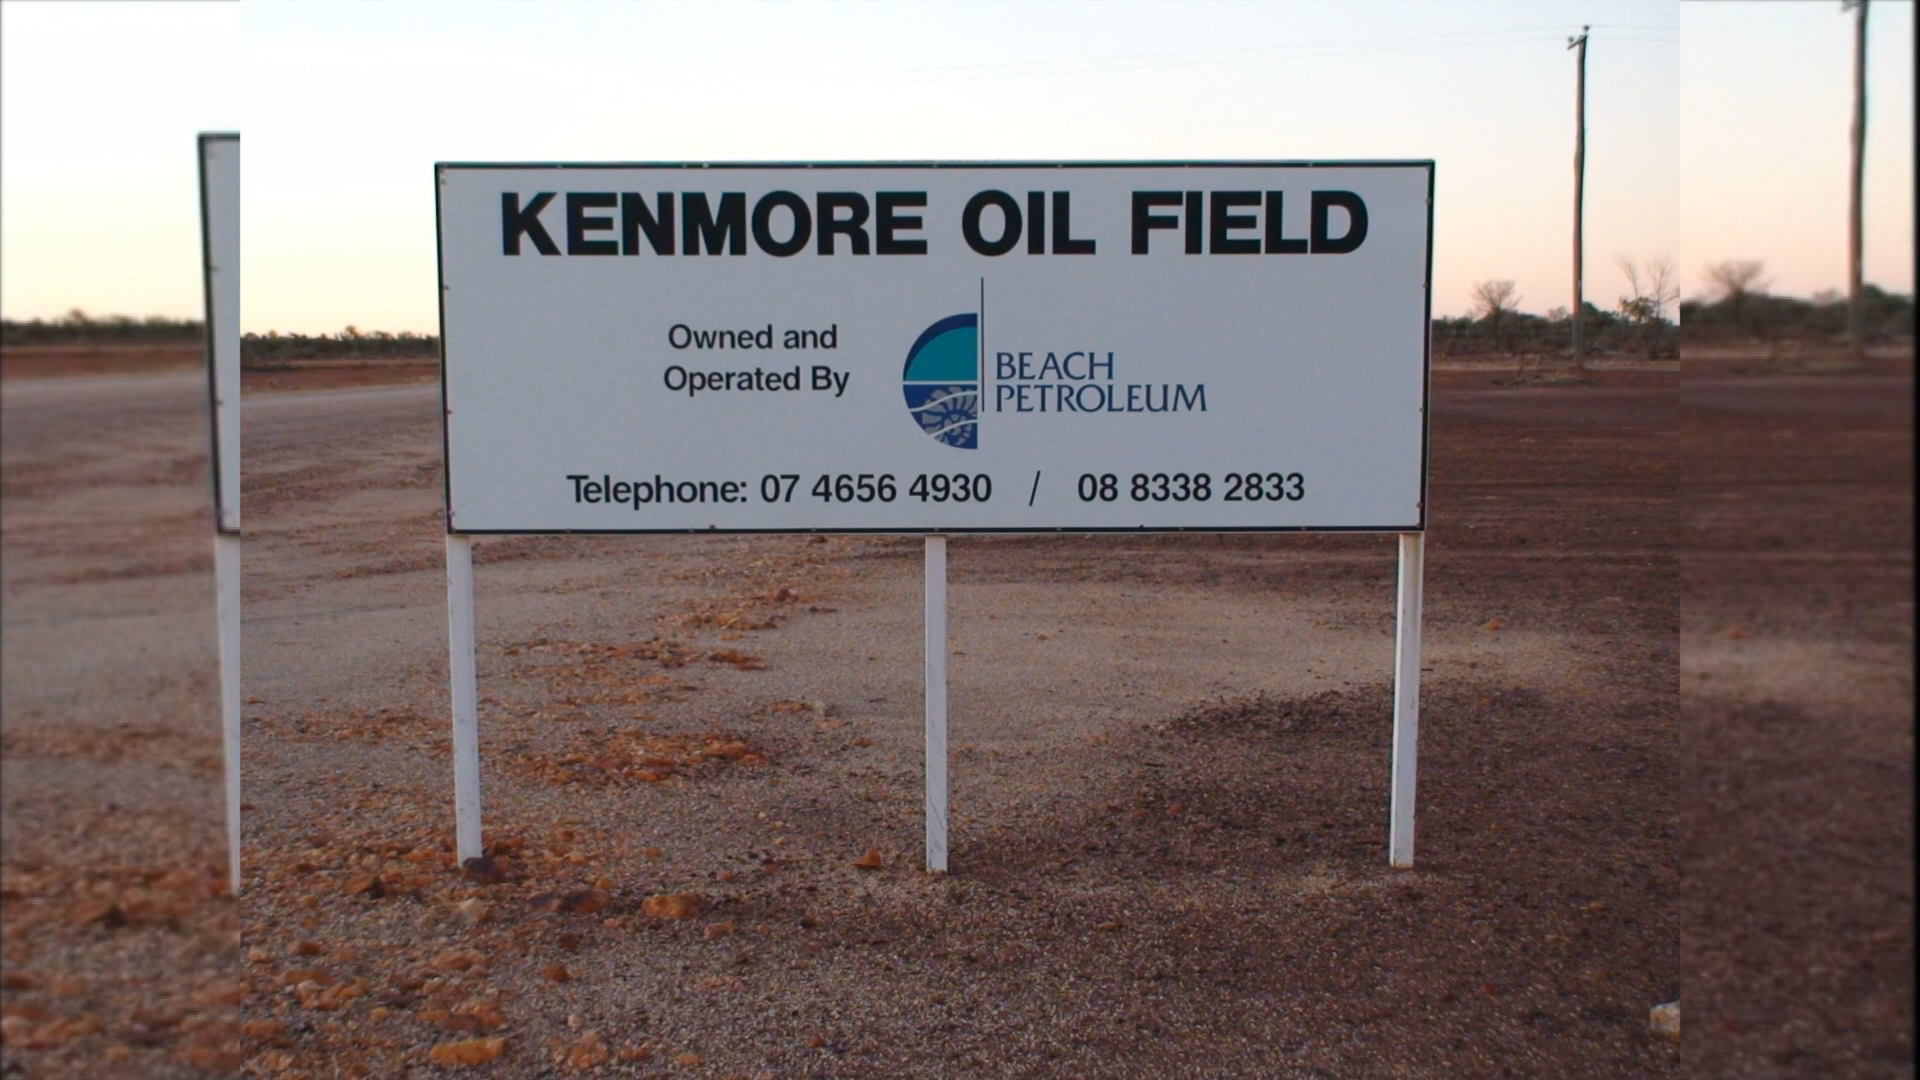 KENMORE OIL FIELD
Owned and
Operated By
BEACH
PETROLEUM
Telephone: 07 4656 4930 / 08 8338 2833